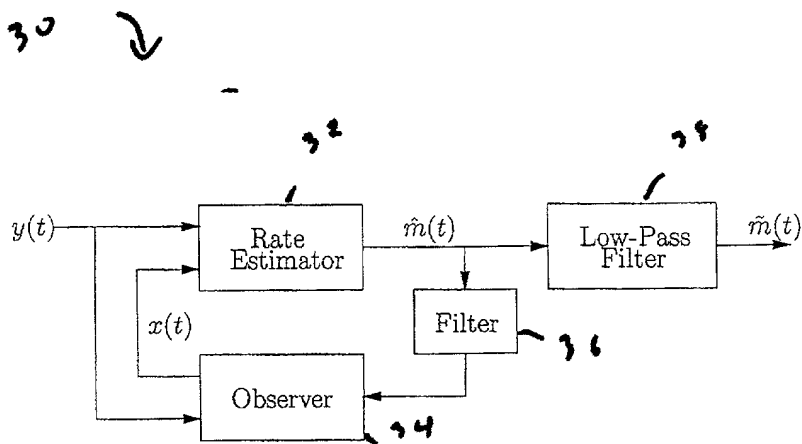 30
32
38
y(t)
Rate
Estimator
m̂(t)
Low-Pass
Filter
m̃(t)
x(t)
Filter
36
Observer
34